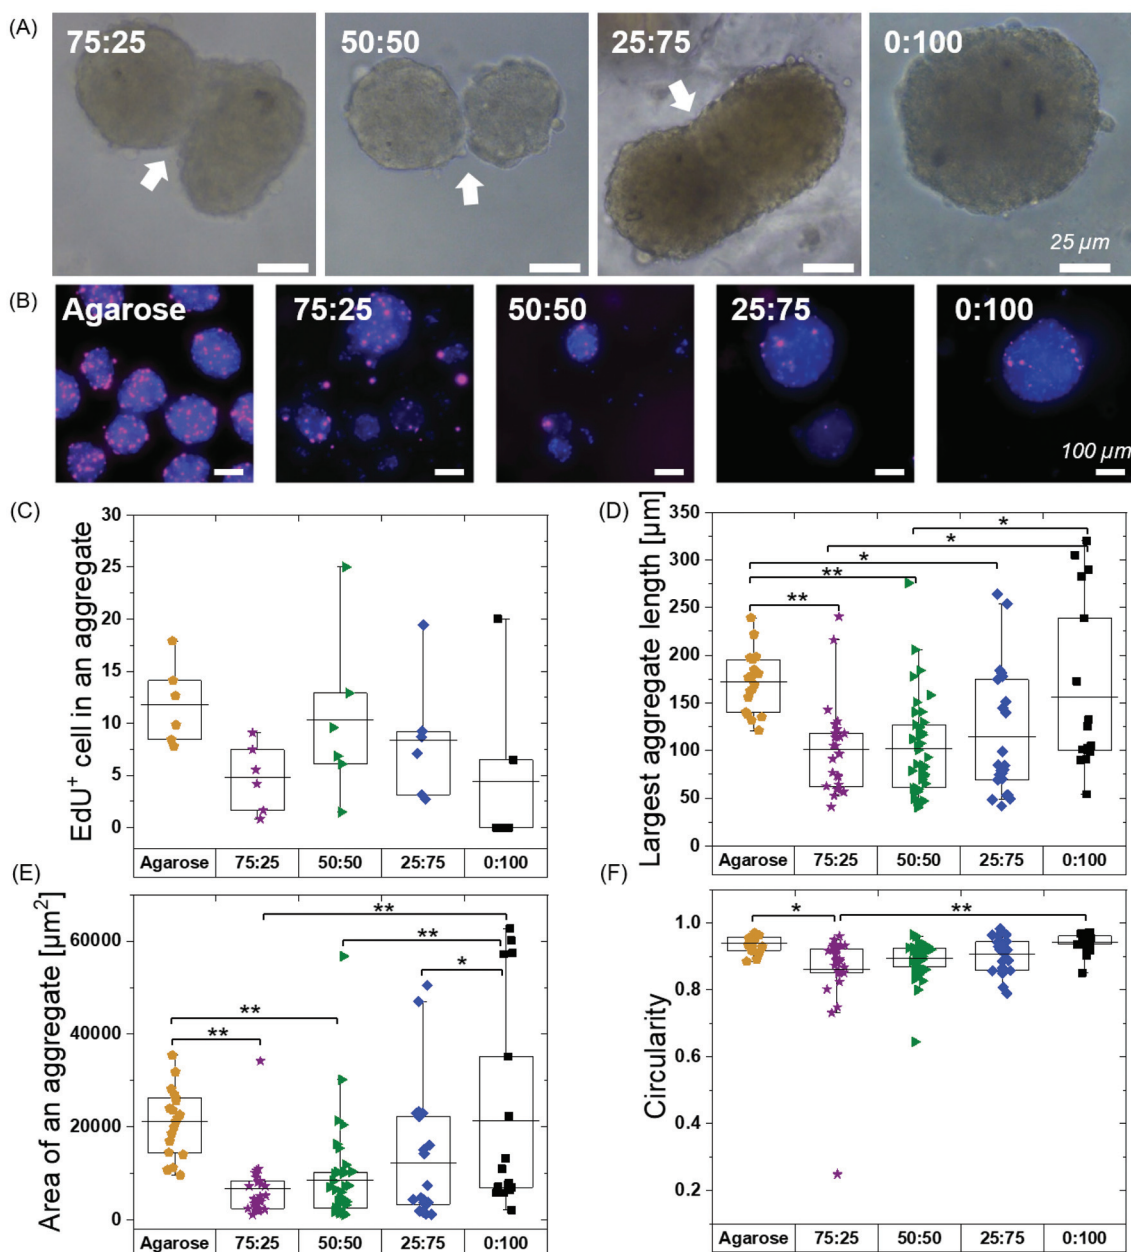 (A)
75:25
50:50
25:75
0:100
25 µm
(B)
Agarose
75:25
50:50
25:75
0:100
100 µm
(C)
EdU⁺ cell in an aggregate
30
25
20
15
10
5
0
Agarose 75:25 50:50 25:75 0:100
(D)
Largest aggregate length [µm]
350
300
250
200
150
100
50
0
*
*
*
**
**
Agarose 75:25 50:50 25:75 0:100
(E)
Area of an aggregate [µm²]
60000
40000
20000
0
**
**
*
**
**
Agarose 75:25 50:50 25:75 0:100
(F)
Circularity
1.0
0.8
0.6
0.4
0.2
*
**
Agarose 75:25 50:50 25:75 0:100